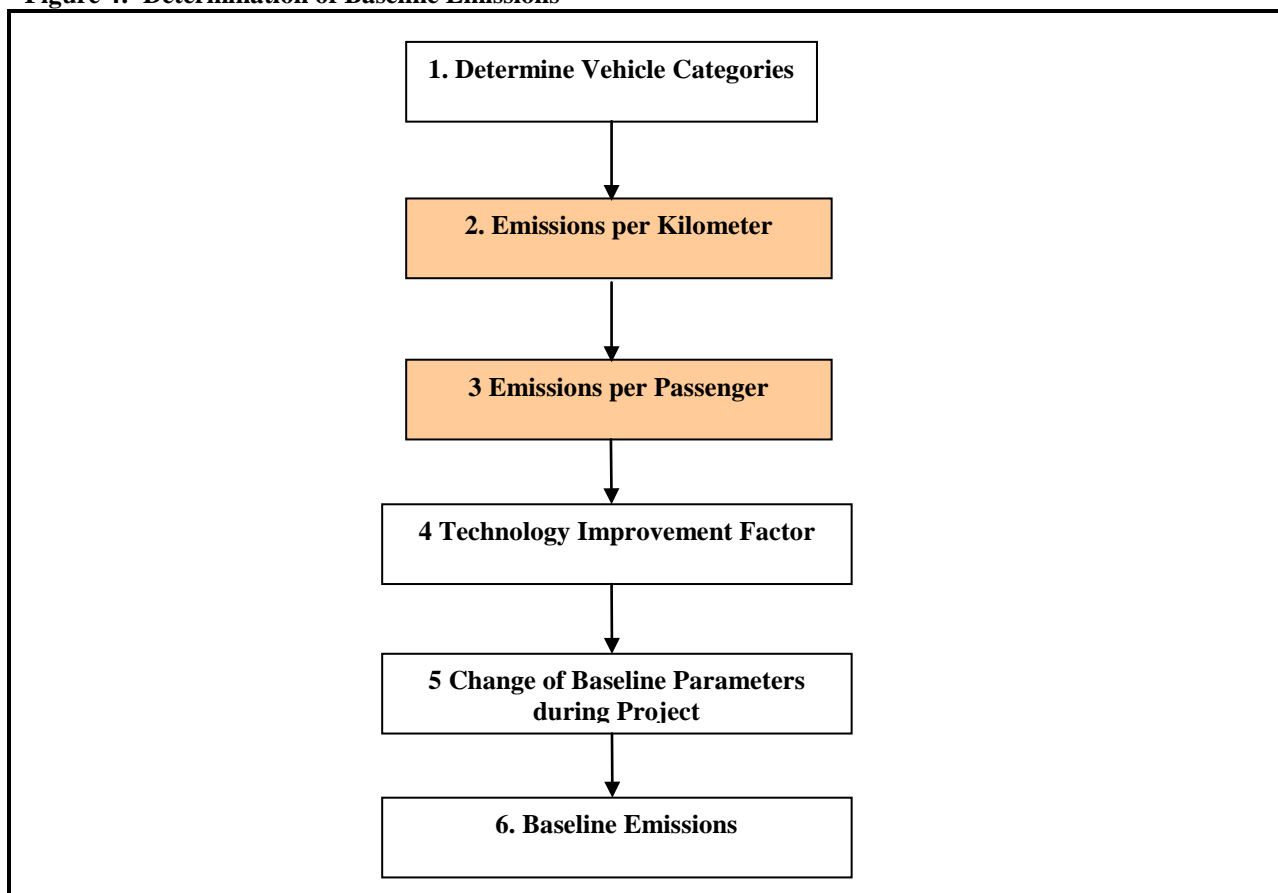 Figure 4: Determination of Baseline Emissions
1. Determine Vehicle Categories
2. Emissions per Kilometer
3 Emissions per Passenger
4 Technology Improvement Factor
5 Change of Baseline Parameters
during Project
6. Baseline Emissions